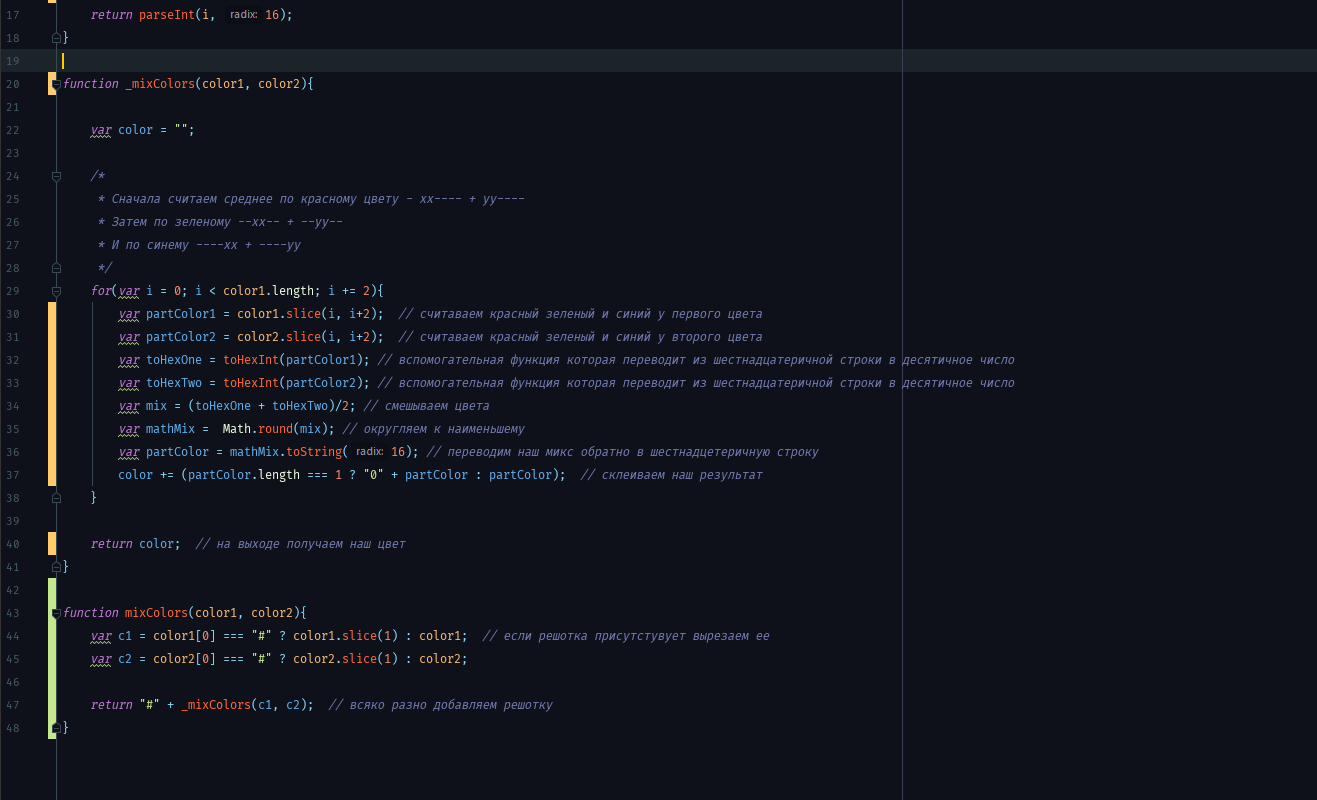 17 return parseInt(i, radix: 16);
18 }
19
20 function _mixColors(color1, color2){
21
22 var color = "";
23
24 /*
25 * Сначала считаем среднее по красному цвету - xx---- + yy----
26 * Затем по зеленому --xx-- + --yy--
27 * И по синему ----xx + ----yy
28 */
29 for(var i = 0; i < color1.length; i += 2){
30 var partColor1 = color1.slice(i, i+2); // считаваем красный зеленый и синий у первого цвета
31 var partColor2 = color2.slice(i, i+2); // считаваем красный зеленый и синий у второго цвета
32 var toHexOne = toHexInt(partColor1); // вспомогательная функция которая переводит из шестнадцатеричной строки в десятичное число
33 var toHexTwo = toHexInt(partColor2); // вспомогательная функция которая переводит из шестнадцатеричной строки в десятичное число
34 var mix = (toHexOne + toHexTwo)/2; // смешываем цвета
35 var mathMix =  Math.round(mix); // округляем к наименьшему
36 var partColor = mathMix.toString( radix: 16); // переводим наш микс обратно в шестнадцетеричную строку
37 color += (partColor.length === 1 ? "0" + partColor : partColor);  // склеиваем наш результат
38 }
39
40 return color;  // на выходе получаем наш цвет
41 }
42
43 function mixColors(color1, color2){
44 var c1 = color1[0] === "#" ? color1.slice(1) : color1;  // если решотка присутстувует вырезаем ее
45 var c2 = color2[0] === "#" ? color2.slice(1) : color2;
46
47 return "#" + _mixColors(c1, c2);  // всяко разно добавляем решотку
48 }